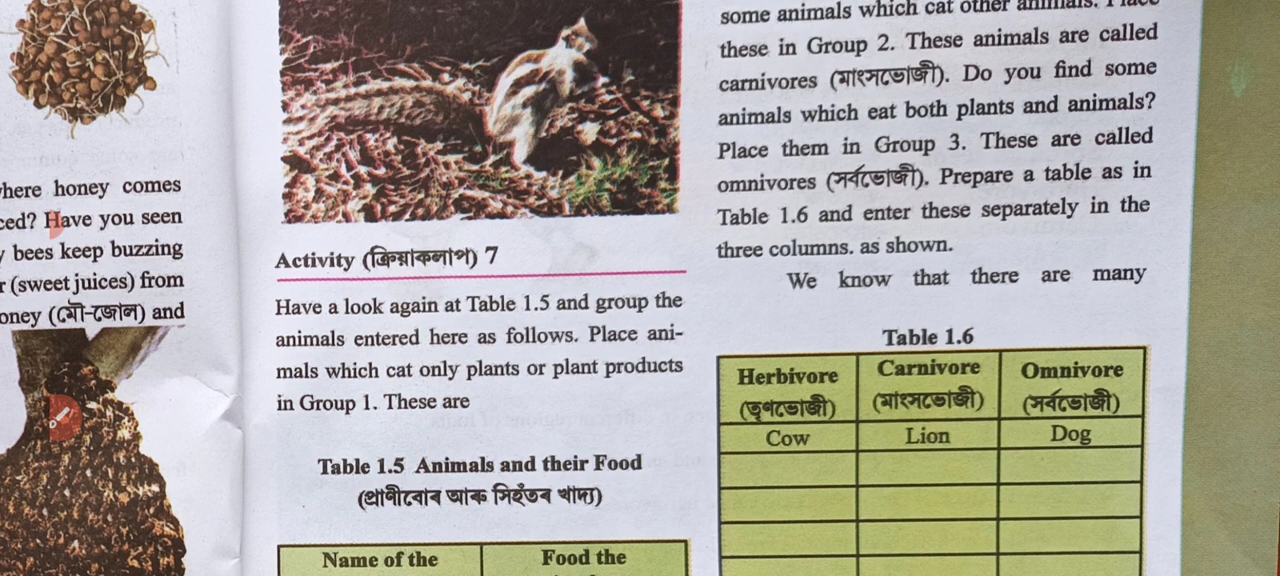 where honey comes
ced? Have you seen
bees keep buzzing
(sweet juices) from
oney (মৌ-জোল) and
Activity (ক্ৰিয়াকলাপ) 7
Have a look again at Table 1.5 and group the
animals entered here as follows. Place ani-
mals which cat only plants or plant products
in Group 1. These are
Table 1.5 Animals and their Food
(প্ৰাণীবোৰ আৰু সিহঁতৰ খাদ্য)
Name of the
Food the
some animals which cat other animals. Place
these in Group 2. These animals are called
carnivores (মাংসভোজী). Do you find some
animals which eat both plants and animals?
Place them in Group 3. These are called
omnivores (সৰ্বভোজী). Prepare a table as in
Table 1.6 and enter these separately in the
three columns. as shown.
We know that there are many
Table 1.6
Herbivore Carnivore Omnivore
(তৃণভোজী) (মাংসভোজী) (সৰ্বভোজী)
Cow Lion Dog